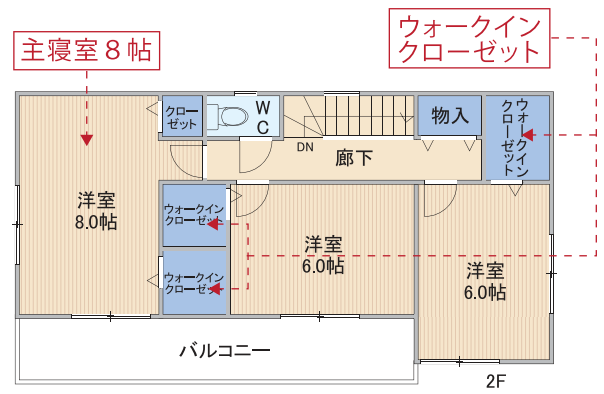 主寝室８帖
ウォークイン
クローゼット
クロー
ゼット
W
C
DN
物入
ウォークイン
クローゼット
廊下
洋室
8.0帖
ウォークイン
クローゼット
洋室
6.0帖
ウォークイン
クローゼット
洋室
6.0帖
バルコニー
2F